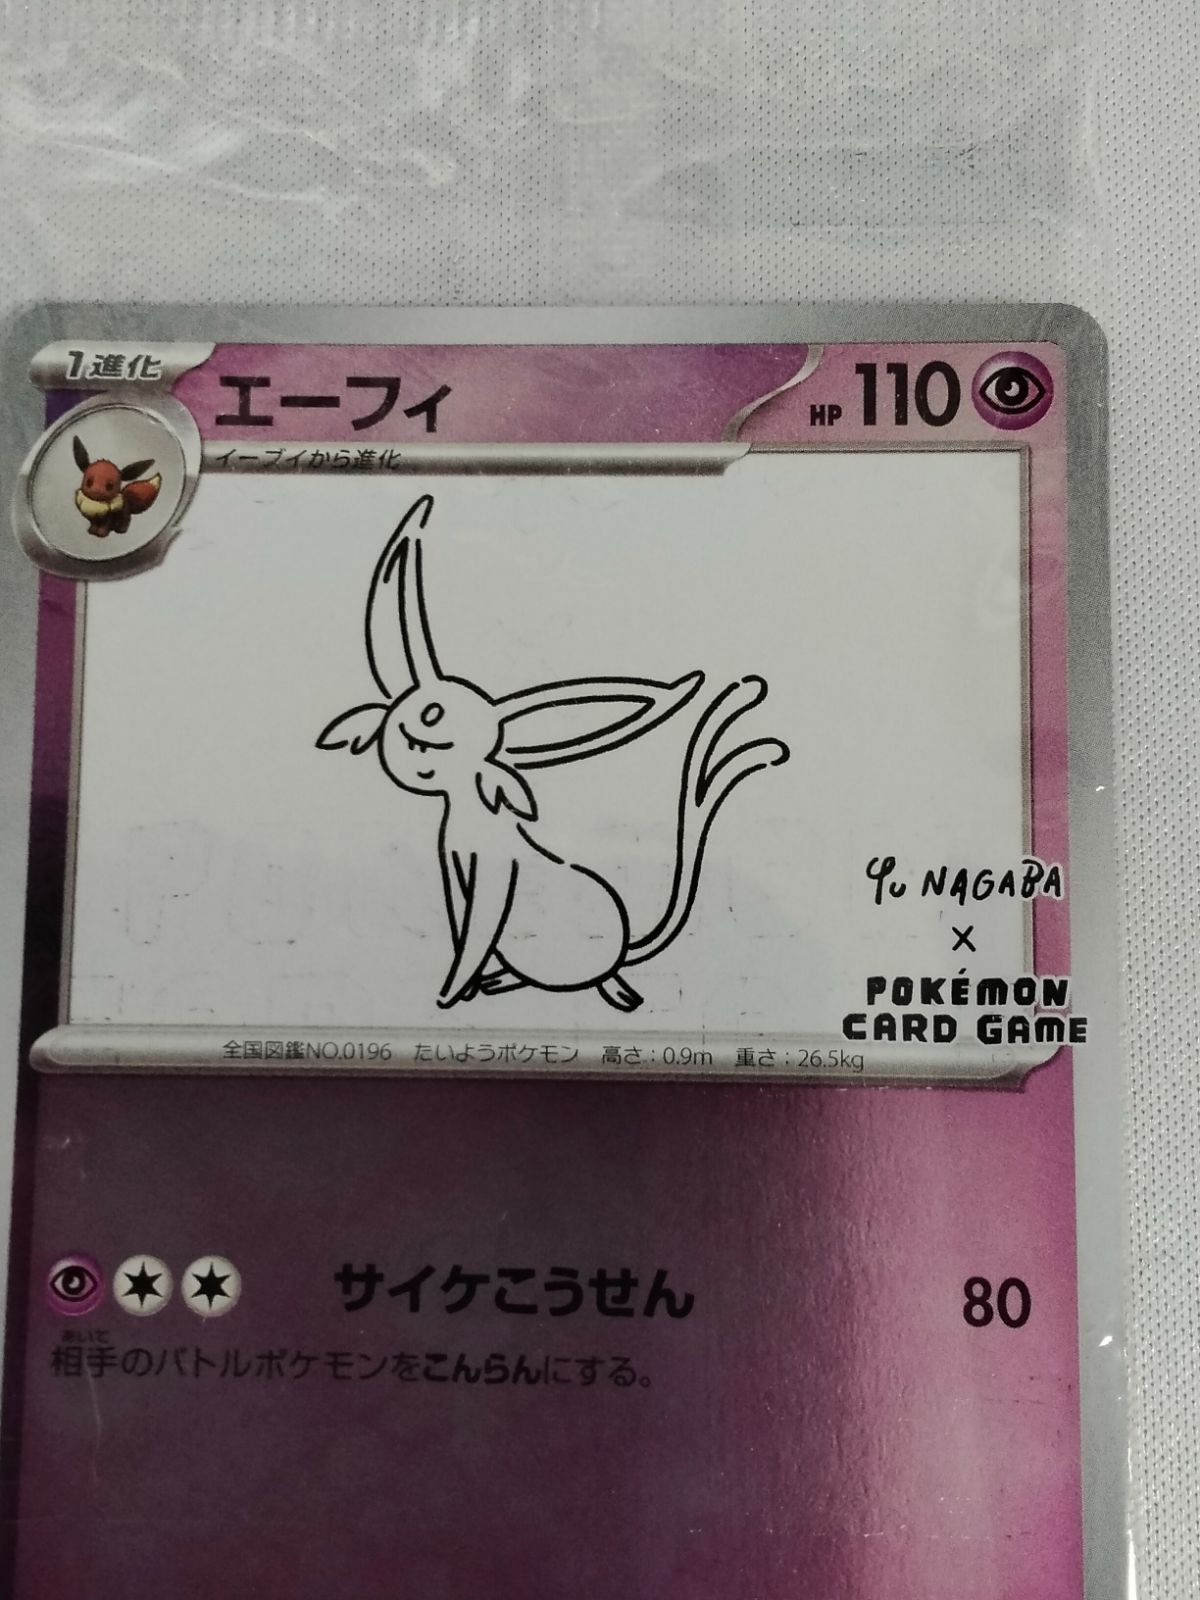 1進化
エーフィ
HP 110
イーブイから進化
Yu NAGABA
×
POKÉMON
CARD GAME
全国図鑑NO.0196 たいようポケモン 高さ：0.9m 重さ：26.5kg
サイケこうせん 80
あいて
相手のバトルポケモンをこんらんにする。